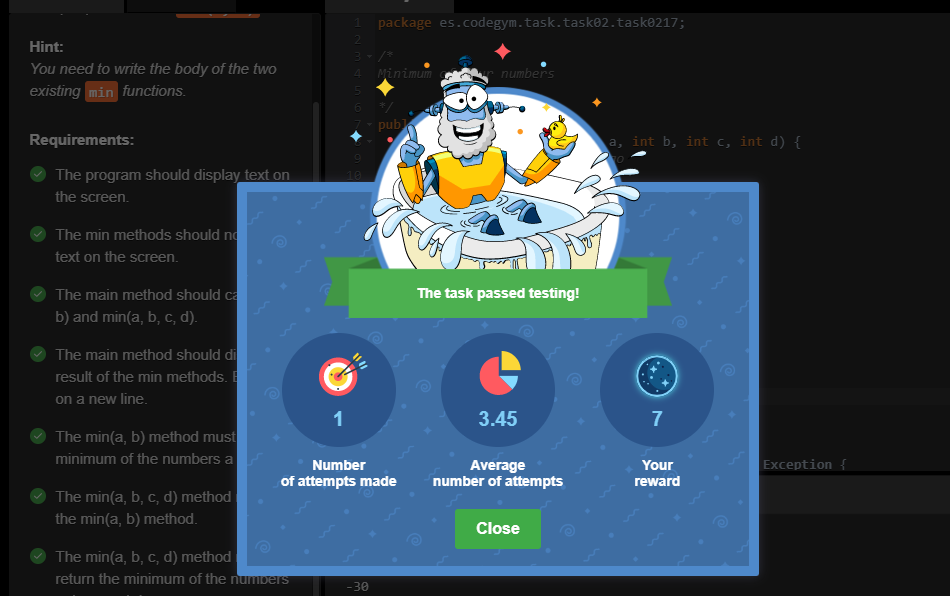 Hint:
You need to write the body of the two
existing min functions.
Requirements:
The program should display text on
the screen.
The min methods should
text on the screen.
The main method should
b) and min(a, b, c, d).
The main method should
result of the min methods.
on a new line.
The min(a, b) method must
minimum of the numbers a
The min(a, b, c, d) method
the min(a, b) method.
The min(a, b, c, d) method
return the minimum of the numbers
1 package es.codegym.task.task02.task0217;
2
3 /*
4 Minimum numbers
5
6 */
7
a, int b, int c, int d) {
9
10
Exception {
-30
The task passed testing!
1
Number
of attempts made
3.45
Average
number of attempts
7
Your
reward
Close